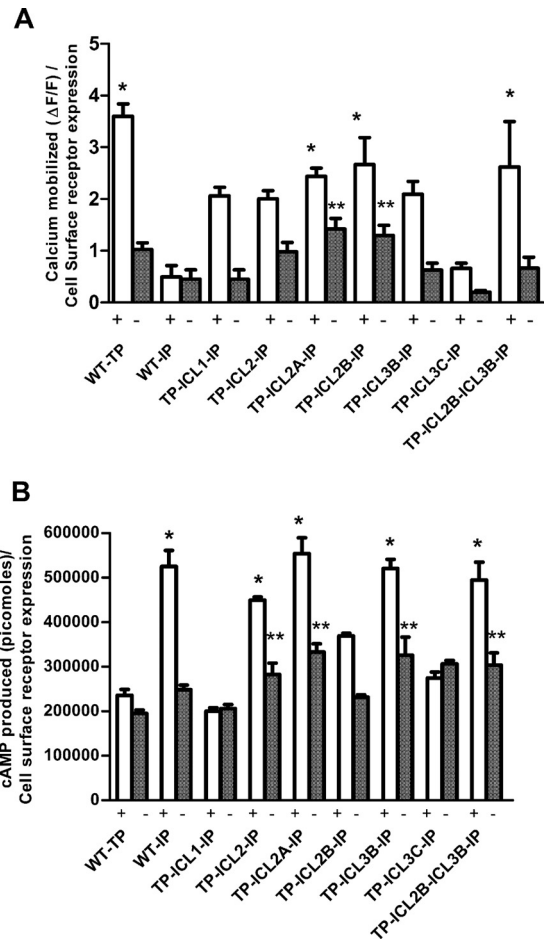 A
Calcium mobilized (ΔF/F) /
Cell Surface receptor expression
5
4
3
2
1
0
*
*
*
*
**
**
+ - + - + - + - + - + - + - + - + -
WT-TP
WT-IP
TP-ICL1-IP
TP-ICL2-IP
TP-ICL2A-IP
TP-ICL2B-IP
TP-ICL3B-IP
TP-ICL3C-IP
TP-ICL2B-ICL3B-IP
B
cAMP produced (picomoles)/
Cell surface receptor expression
600000
500000
400000
300000
200000
100000
0
*
*
*
*
*
**
**
**
**
+ - + - + - + - + - + - + - + - + -
WT-TP
WT-IP
TP-ICL1-IP
TP-ICL2-IP
TP-ICL2A-IP
TP-ICL2B-IP
TP-ICL3B-IP
TP-ICL3C-IP
TP-ICL2B-ICL3B-IP